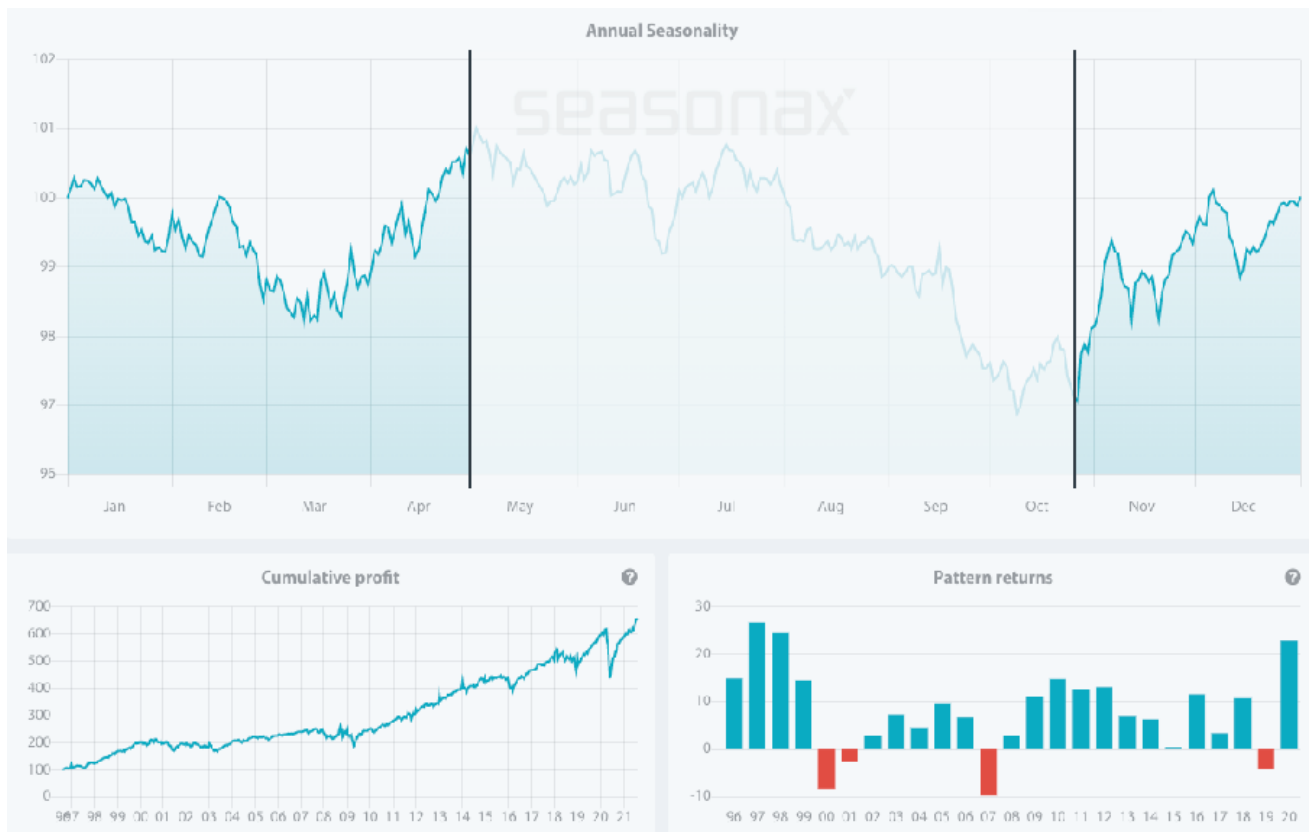 Annual Seasonality
seasonax
102
101
100
99
98
97
96
Jan Feb Mar Apr May Jun Jul Aug Sep Oct Nov Dec
Cumulative profit ?
700
600
500
400
300
200
100
0
96 97 98 99 00 01 02 03 04 05 06 07 08 09 10 11 12 13 14 15 16 17 18 19 20 21
Pattern returns ?
30
20
10
0
-10
96 97 98 99 00 01 02 03 04 05 06 07 08 09 10 11 12 13 14 15 16 17 18 19 20